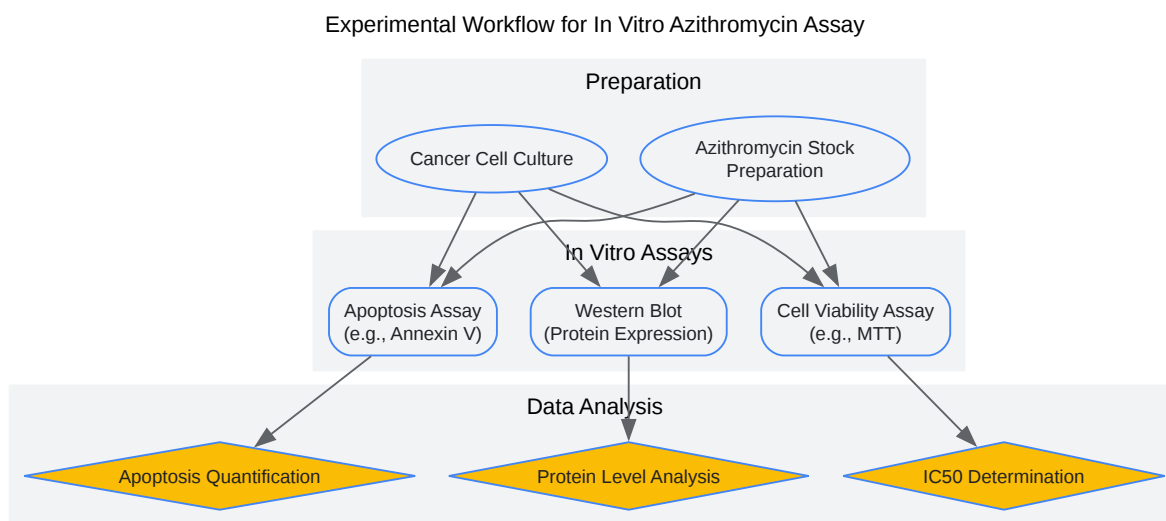 Experimental Workflow for In Vitro Azithromycin Assay
Preparation
Cancer Cell Culture
Azithromycin Stock
Preparation
In Vitro Assays
Apoptosis Assay
(e.g., Annexin V)
Western Blot
(Protein Expression)
Cell Viability Assay
(e.g., MTT)
Data Analysis
Apoptosis Quantification
Protein Level Analysis
IC50 Determination